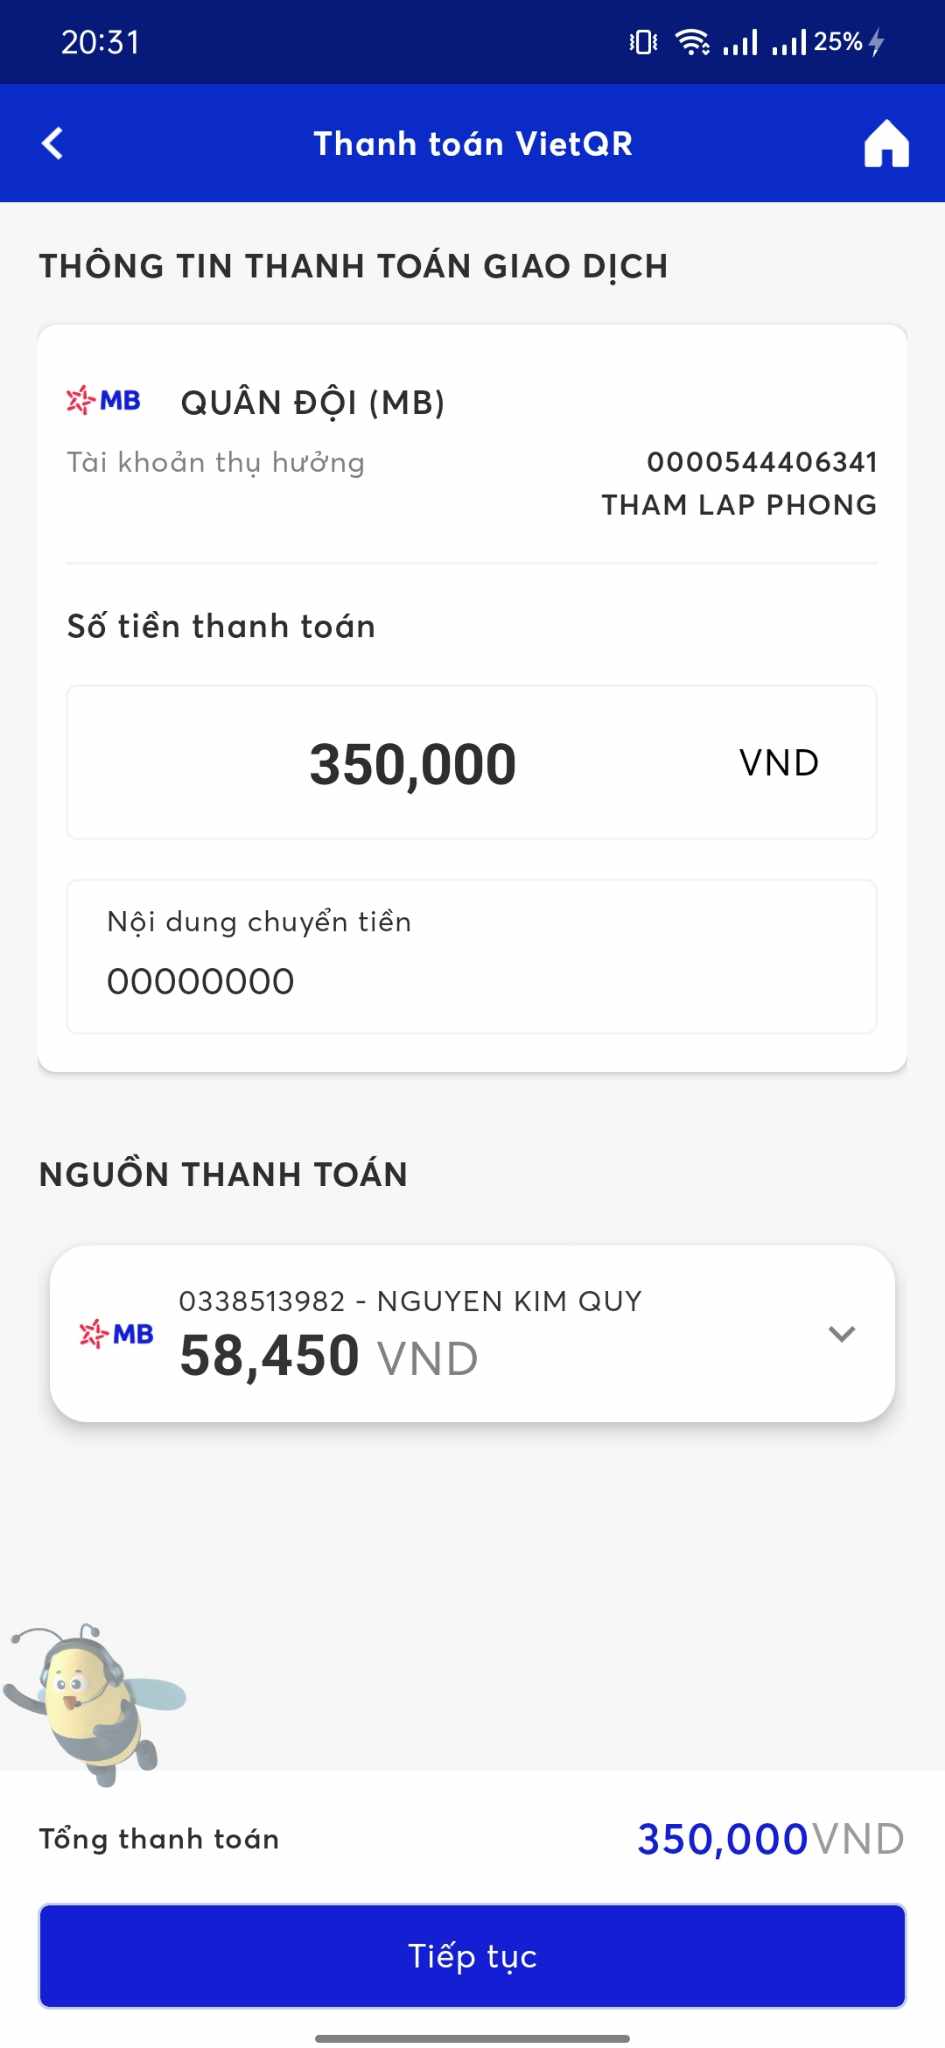 20:31
25%
Thanh toán VietQR
THÔNG TIN THANH TOÁN GIAO DỊCH
MB QUÂN ĐỘI (MB)
Tài khoản thụ hưởng 0000544406341
THAM LAP PHONG
Số tiền thanh toán
350,000 VND
Nội dung chuyển tiền
00000000
NGUỒN THANH TOÁN
0338513982 - NGUYEN KIM QUY
MB 58,450 VND
Tổng thanh toán 350,000VND
Tiếp tục